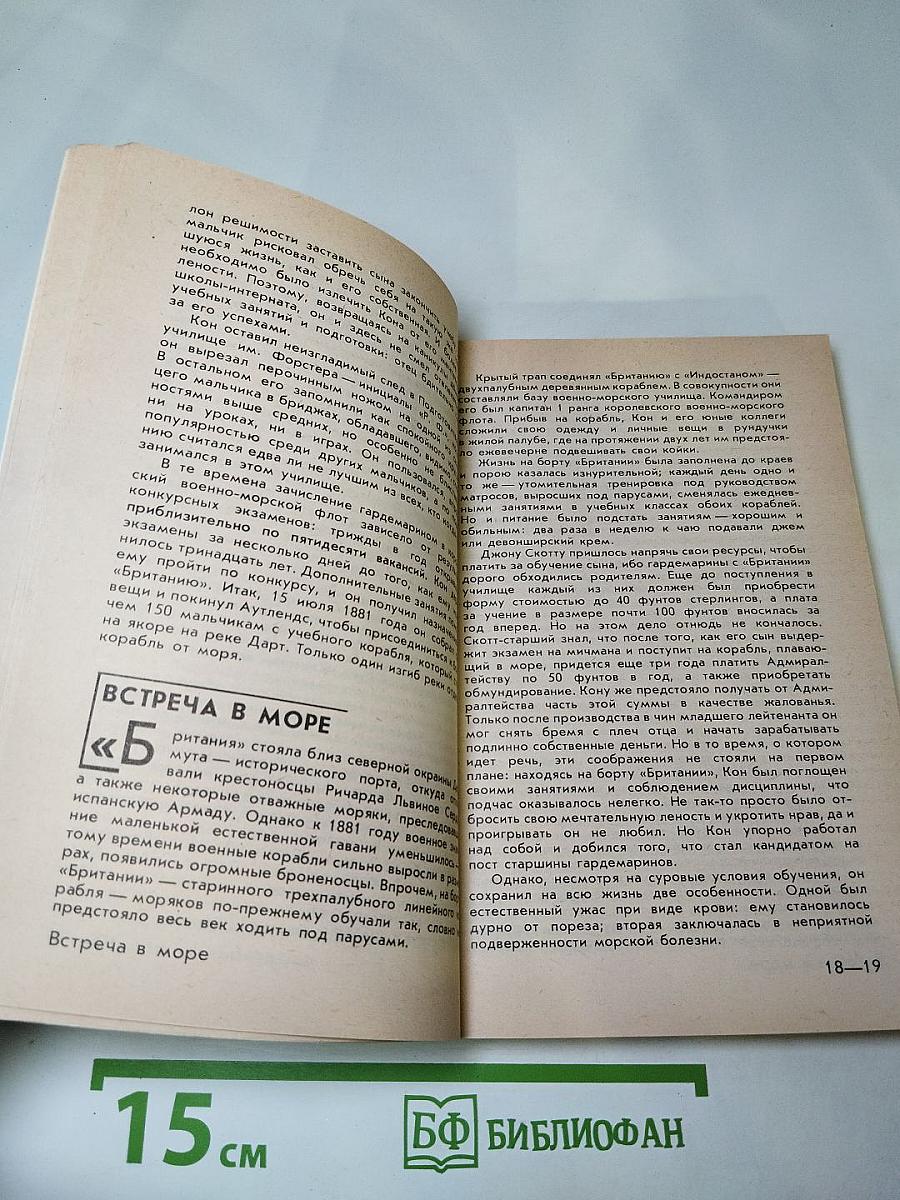 лон решимости заставить сына закончить
мальчик рисковал обречь себя на такую
шуюся жизнь, как и его собственная. И
необходимо было излечить Кона от его
лености. Поэтому, возвращаясь на каникулы
школы-интерната, он и здесь не смел
учебных занятий и подготовки: отец
за его успехами.
Кон оставил неизгладимый след в
училище им. Форстера — инициалы «Р. Ф.
он вырезал перочинным ножом на одной
В остальном его запомнили как спокойного,
щего мальчика в бриджах, обладавшего, видимо,
ностями выше средних, но особенно не
ни на уроках, ни в играх. Он пользовался,
популярностью среди других мальчиков, а по
нию считался едва ли не лучшим из всех, кто
занимался в этом училище.
В те времена зачисление гардемарином в
ский военно-морской флот зависело от
конкурсных экзаменов: трижды в год
приблизительно по пятидесяти вакансий. Кон
экзамены за несколько дней до того, как ему
нилось тринадцать лет. Дополнительные занятия
ему пройти по конкурсу, и он получил
«Британию». Итак, 15 июля 1881 года он собрал
вещи и покинул Аутлендс, чтобы присоединиться
чем 150 мальчикам с учебного корабля, который
на якоре на реке Дарт. Только один изгиб реки
корабль от моря.
ВСТРЕЧА В МОРЕ
«Британия» стояла близ северной окраины
мута — исторического порта, откуда
вали крестоносцы Ричарда Львиное
а также некоторые отважные моряки,
испанскую Армаду. Однако к 1881 году военное
ние маленькой естественной гавани уменьшилось
тому времени военные корабли сильно выросли в
рах, появились огромные броненосцы. Впрочем, на
«Британии» — старинного трехпалубного линейного
рабля — моряков по-прежнему обучали так, словно
предстояло весь век ходить под парусами.
Встреча в море
Крытый трап соединял «Британию» с «Индостаном» —
двухпалубным деревянным кораблем. В совокупности они
составляли базу военно-морского училища. Командиром
его был капитан 1 ранга королевского военно-морского
флота. Прибыв на корабль, Кон и его юные коллеги
сложили свою одежду и личные вещи в рундучки
в жилой палубе, где на протяжении двух лет им предстоя-
ло ежевечерне подвешивать свои койки.
Жизнь на борту «Британии» была заполнена до краев
и порою казалась изнурительной; каждый день одно и
то же — утомительная тренировка под руководством
матросов, выросших под парусами, сменялась ежеднев-
ными занятиями в учебных классах обоих кораблей.
Но и питание было подстать занятиям — хорошим и
обильным: два раза в неделю к чаю подавали джем
или девонширский крем.
Джону Скотту пришлось напрячь свои ресурсы, чтобы
платить за обучение сына, ибо гардемарины с «Британии»
дорого обходились родителям. Еще до поступления в
училище каждый из них должен был приобрести
форму стоимостью до 40 фунтов стерлингов, а плата
за учение в размере почти 100 фунтов вносилась за
год вперед. Но на этом дело отнюдь не кончалось.
Скотт-старший знал, что после того, как его сын выдер-
жит экзамен на мичмана и поступит на корабль, плаваю-
щий в море, придется еще три года платить Адмирал-
тейству по 50 фунтов в год, а также приобретать
обмундирование. Кону же предстояло получать от Адми-
ралтейства часть этой суммы в качестве жалованья.
Только после производства в чин младшего лейтенанта он
мог снять бремя с плеч отца и начать зарабатывать
подлинно собственные деньги. Но в то время, о котором
идет речь, эти соображения не стояли на первом
плане: находясь на борту «Британии», Кон был поглощен
своими занятиями и соблюдением дисциплины, что
подчас оказывалось нелегко. Не так-то просто было от-
бросить свою мечтательную леность и укротить нрав, да и
проигрывать он не любил. Но Кон упорно работал
над собой и добился того, что стал кандидатом на
пост старшины гардемаринов.
Однако, несмотря на суровые условия обучения, он
сохранил на всю жизнь две особенности. Одной был
естественный ужас при виде крови: ему становилось
дурно от пореза; вторая заключалась в неприятной
подверженности морской болезни.
18—19
15 см
БФ БИБЛИОФАН